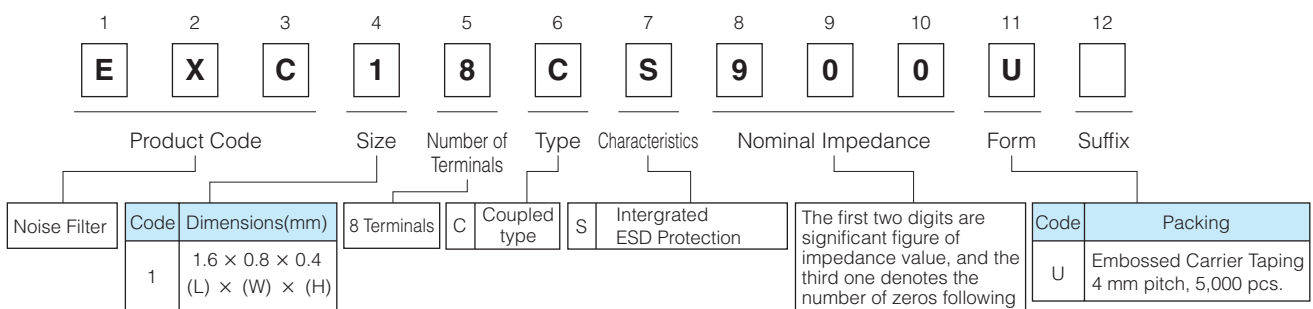 1 2 3 4 5 6 7 8 9 10 11 12
E X C 1 8 C S 9 0 0 U
Product Code Size Number of Terminals Type Characteristics Nominal Impedance Form Suffix
Noise Filter
Code Dimensions(mm)
1 1.6 × 0.8 × 0.4
(L) × (W) × (H)
8 Terminals
C Coupled
type
S Intergrated
ESD Protection
The first two digits are
significant figure of
impedance value, and the
third one denotes the
number of zeros following
Code Packing
U Embossed Carrier Taping
4 mm pitch, 5,000 pcs.